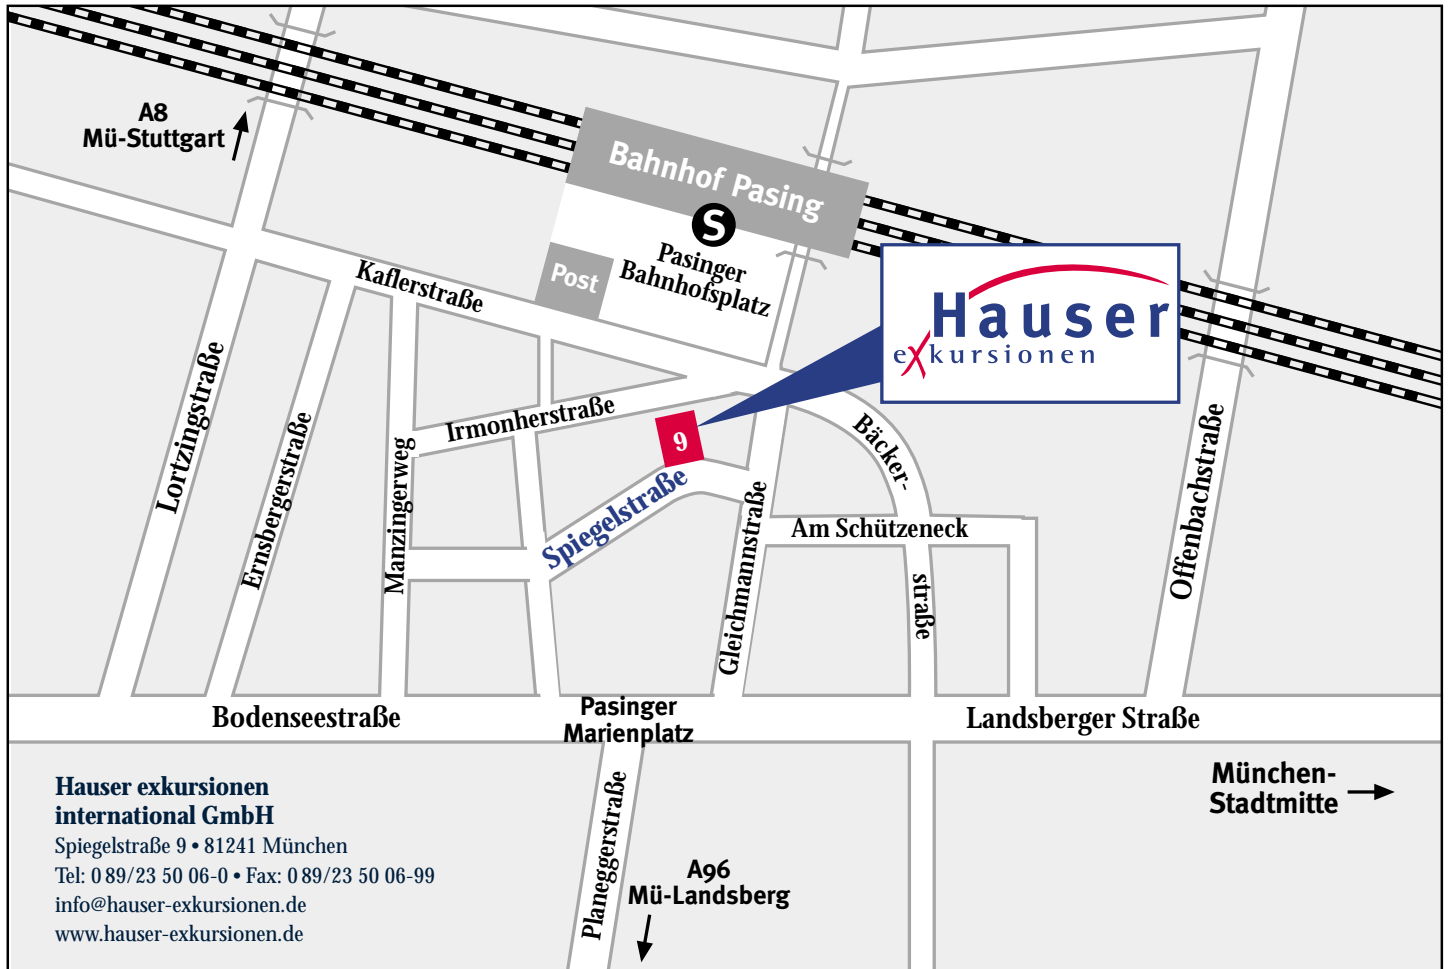 A8
Mü-Stuttgart
Bahnhof Pasing
S
Pasinger
Bahnhofsplatz
Post
Kaflerstraße
Hauser
exkursionen
Lortzingstraße
Ernsbergerstraße
Manzingerweg
Irmonherstraße
9
Spiegelstraße
Gleichmannstraße
Bäcker-
straße
Am Schützeneck
Offenbachstraße
Bodenseestraße
Pasinger
Marienplatz
Landsberger Straße
Planeggerstraße
A96
Mü-Landsberg
München-
Stadtmitte
Hauser exkursionen
international GmbH
Spiegelstraße 9 • 81241 München
Tel: 0 89/23 50 06-0 • Fax: 0 89/23 50 06-99
info@hauser-exkursionen.de
www.hauser-exkursionen.de